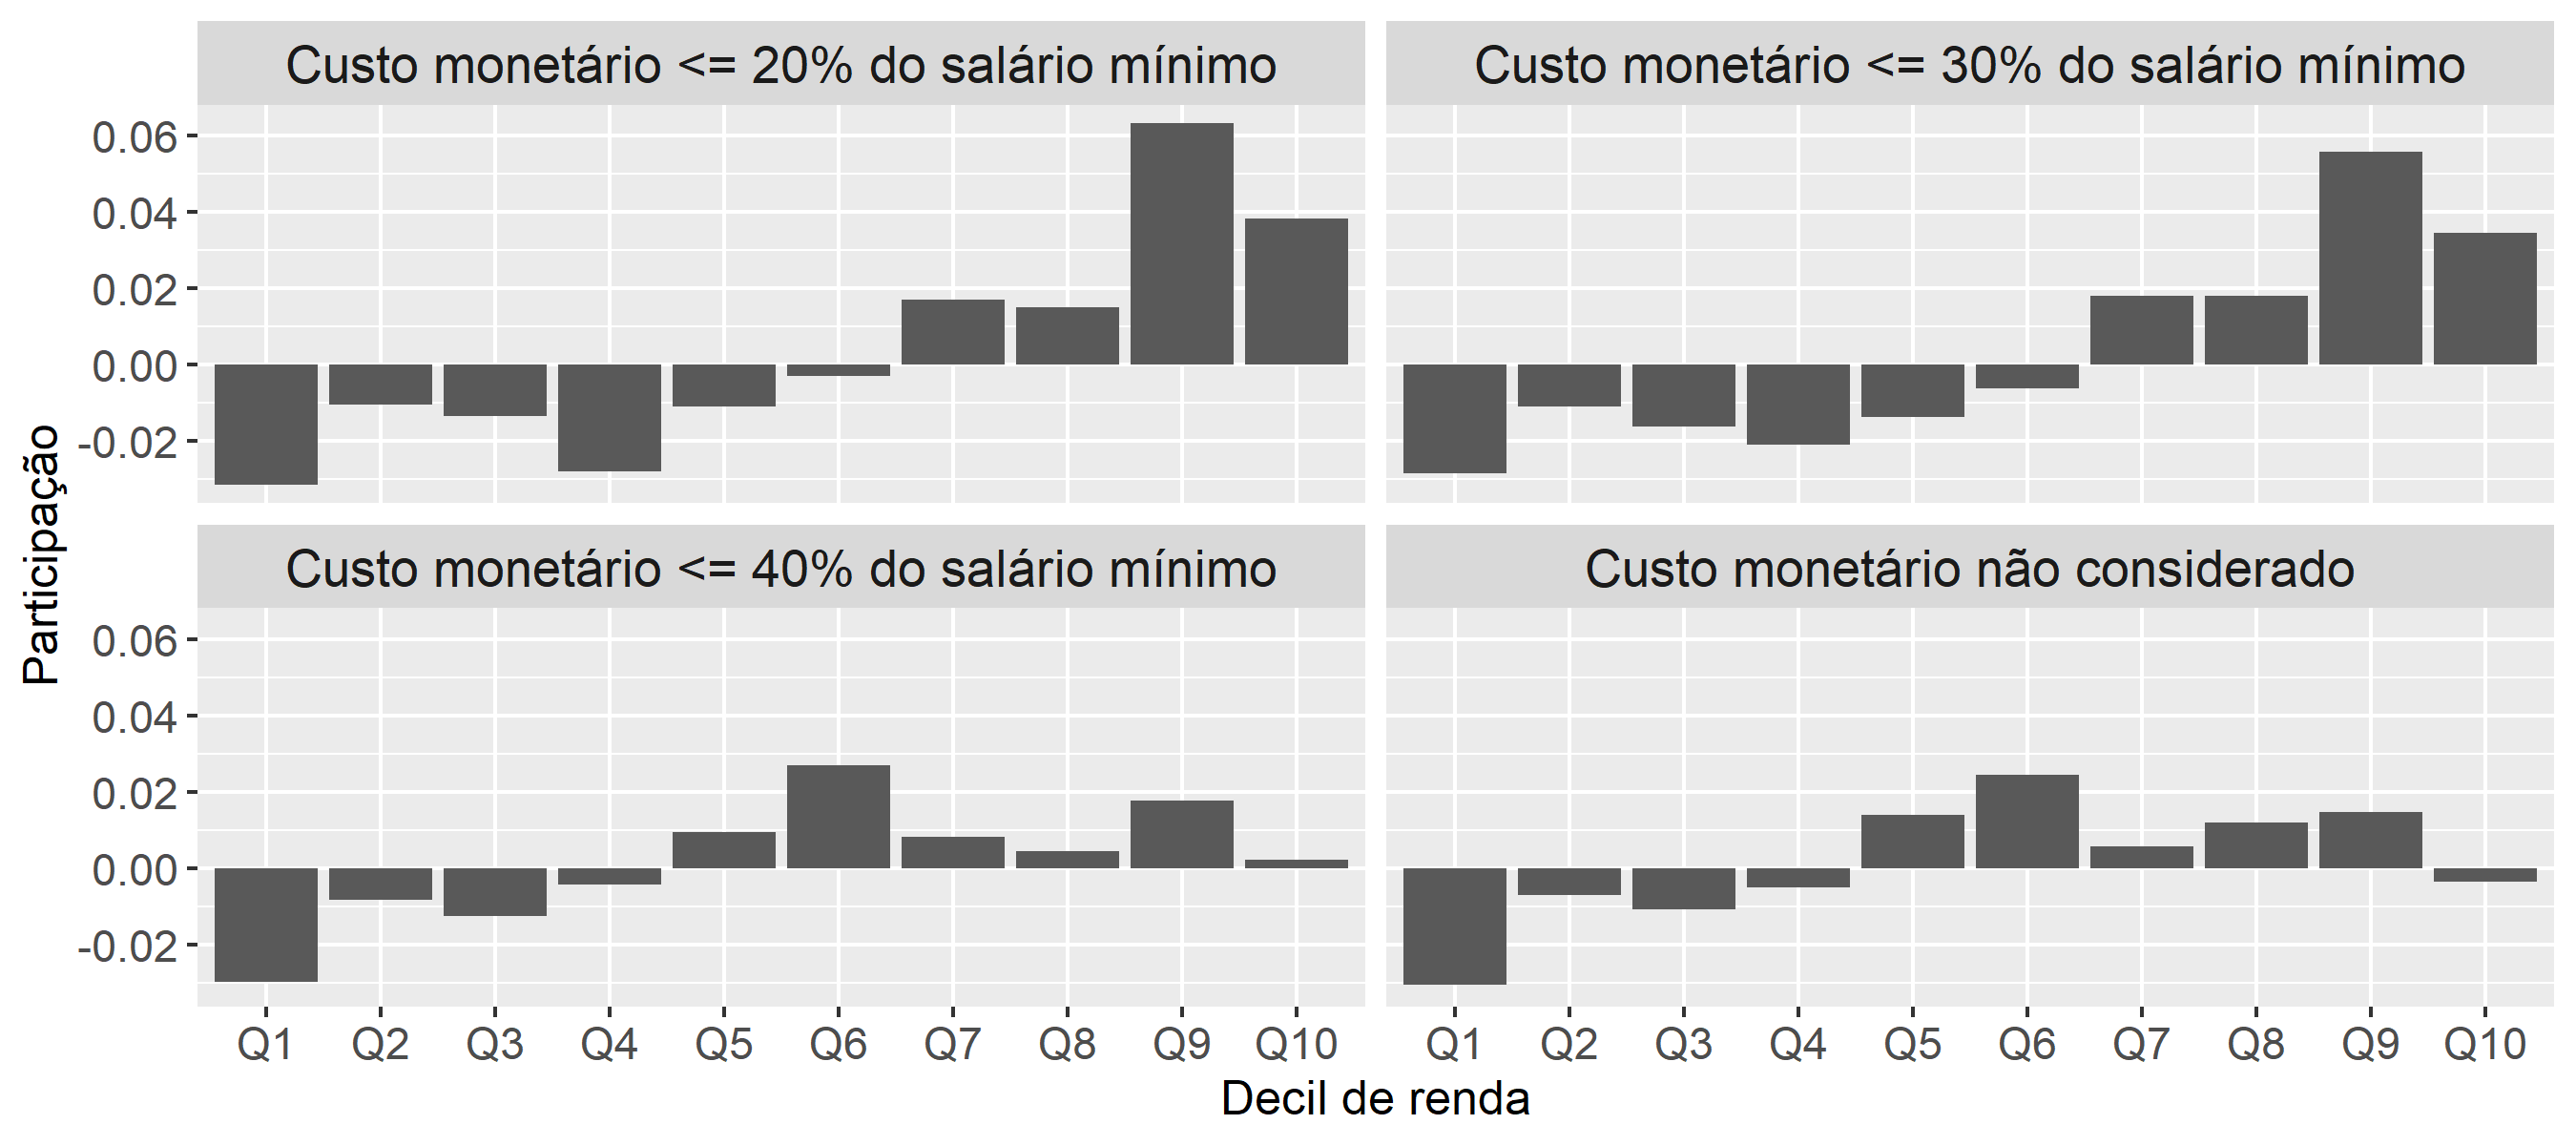 Custo monetário <= 20% do salário mínimo
Custo monetário <= 30% do salário mínimo
0.06
0.04
0.02
0.00
-0.02
Custo monetário <= 40% do salário mínimo
Custo monetário não considerado
0.06
0.04
0.02
0.00
-0.02
Participação
Q1 Q2 Q3 Q4 Q5 Q6 Q7 Q8 Q9 Q10
Q1 Q2 Q3 Q4 Q5 Q6 Q7 Q8 Q9 Q10
Decil de renda